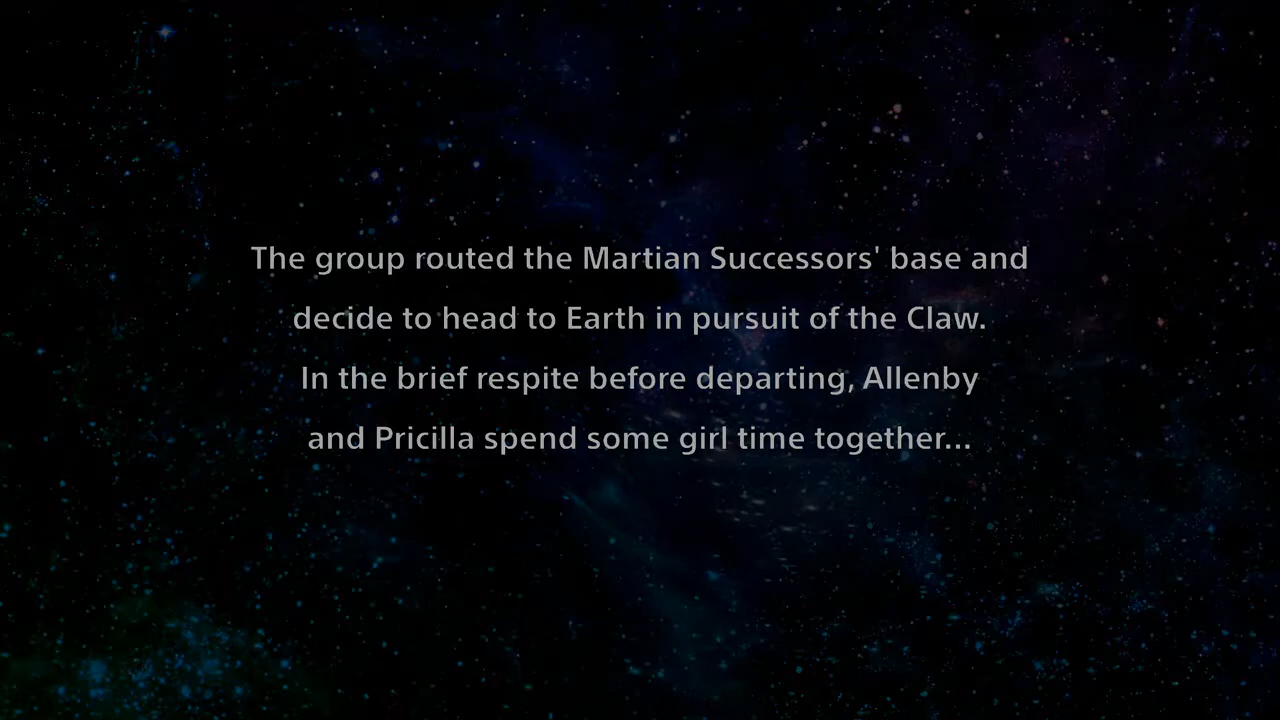 The group routed the Martian Successors' base and
decide to head to Earth in pursuit of the Claw.
In the brief respite before departing, Allenby
and Pricilla spend some girl time together...